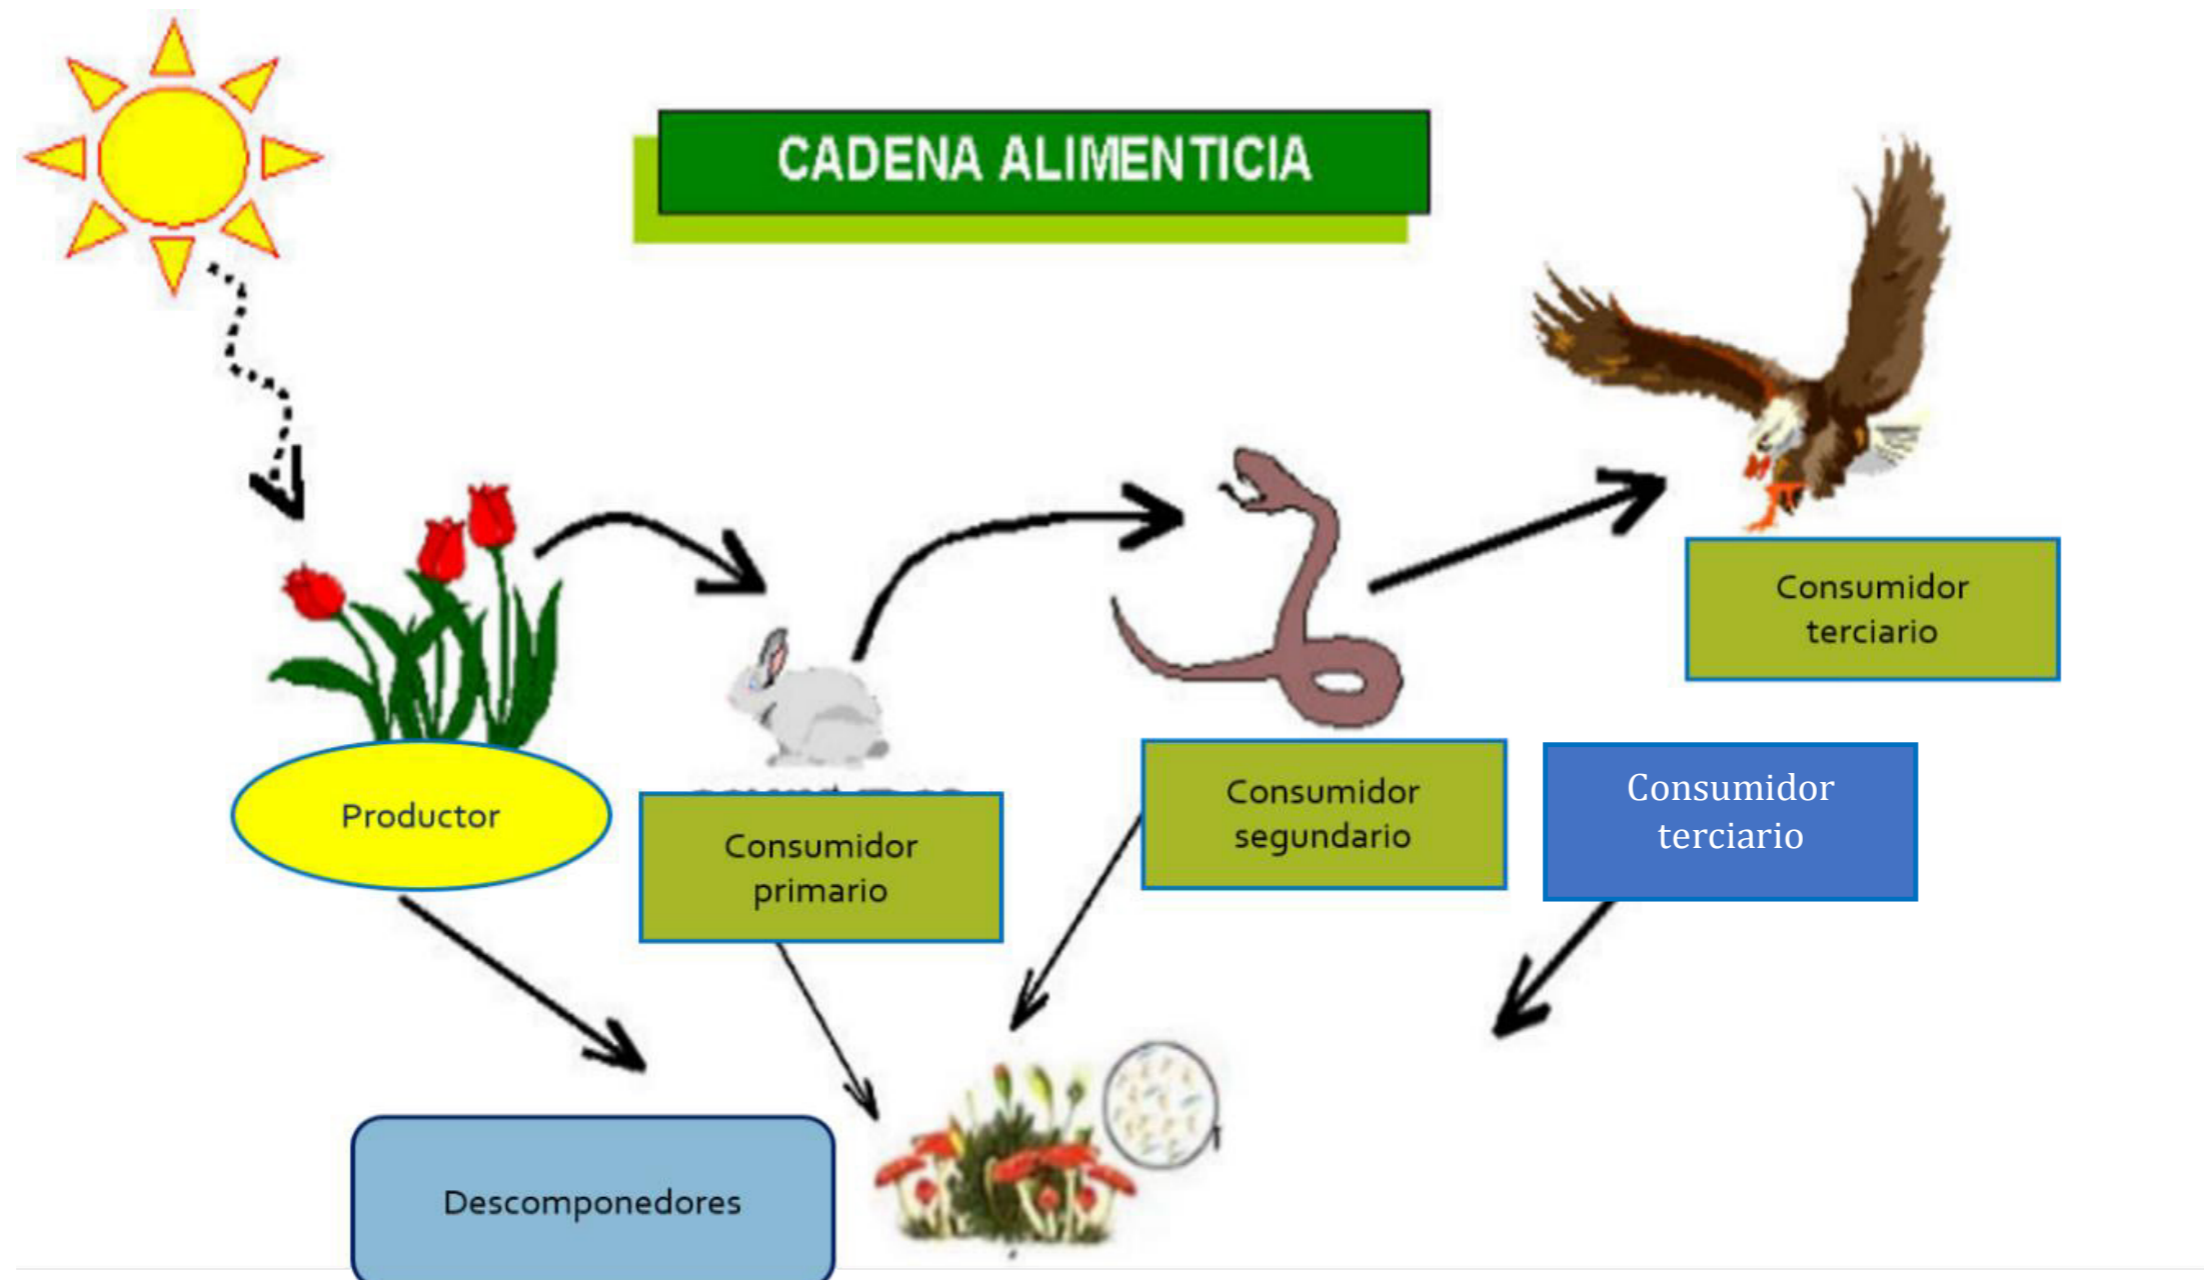 CADENA ALIMENTICIA
Consumidor
terciario
Productor
Consumidor
primario
Consumidor
segundario
Consumidor
terciario
Descomponedores